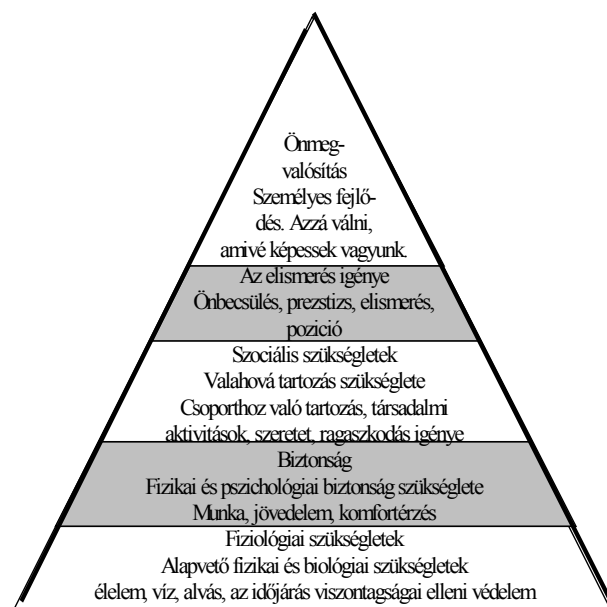 Önmeg-
valósítás
Személyes fejlő-
dés. Azzá válni,
amivé képessek vagyunk.
Az elismerés igénye
Önbecsülés, prezstizs, elismerés,
pozició
Szociális szükségletek
Valahová tartozás szükséglete
Csoporthoz való tartozás, társadalmi
aktivitások, szeretet, ragaszkodás igénye
Biztonság
Fizikai és pszichológiai biztonság szükséglete
Munka, jövedelem, komfortérzés
Fiziológiai szükségletek
Alapvető fizikai és biológiai szükségletek
élelem, víz, alvás, az időjárás viszontagságai elleni védelem